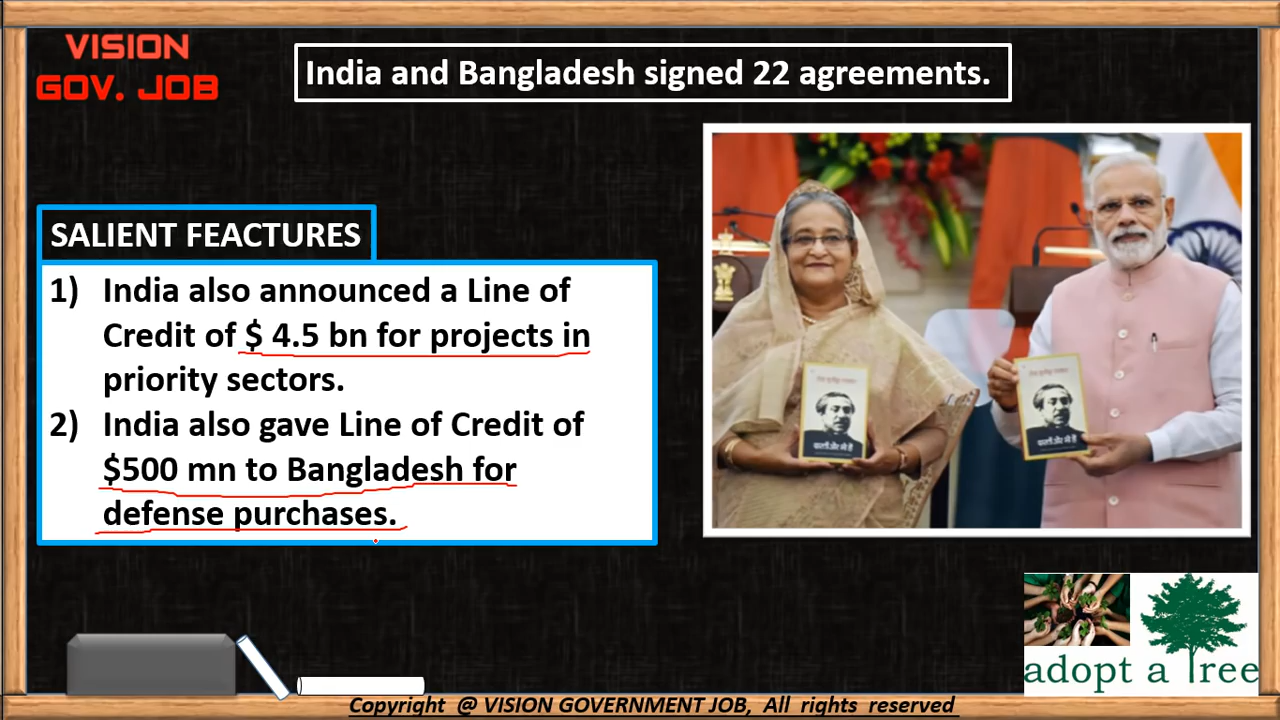 VISION
GOV. JOB
India and Bangladesh signed 22 agreements.
SALIENT FEACTURES
1) India also announced a Line of
Credit of $ 4.5 bn for projects in
priority sectors.
2) India also gave Line of Credit of
$500 mn to Bangladesh for
defense purchases.
adopt a Tree
Copyright @ VISION GOVERNMENT JOB, All rights reserved